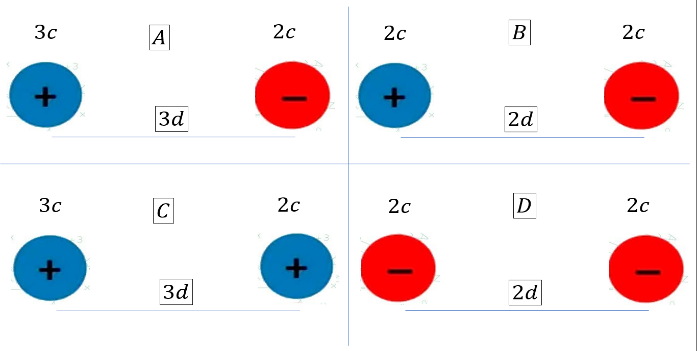 3c A 2c
+ −
3d
2c B 2c
+ −
2d
3c C 2c
+ +
3d
2c D 2c
− −
2d